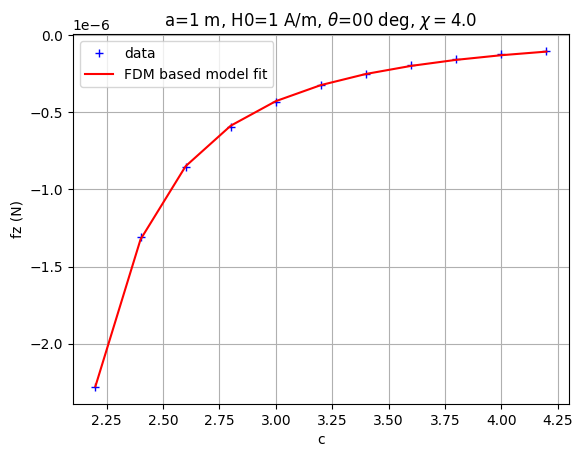 a=1 m, H0=1 A/m, θ=00 deg, χ = 4.0
1e−6
data
FDM based model fit
0.0
−0.5
−1.0
−1.5
−2.0
fz (N)
2.25 2.50 2.75 3.00 3.25 3.50 3.75 4.00 4.25
c